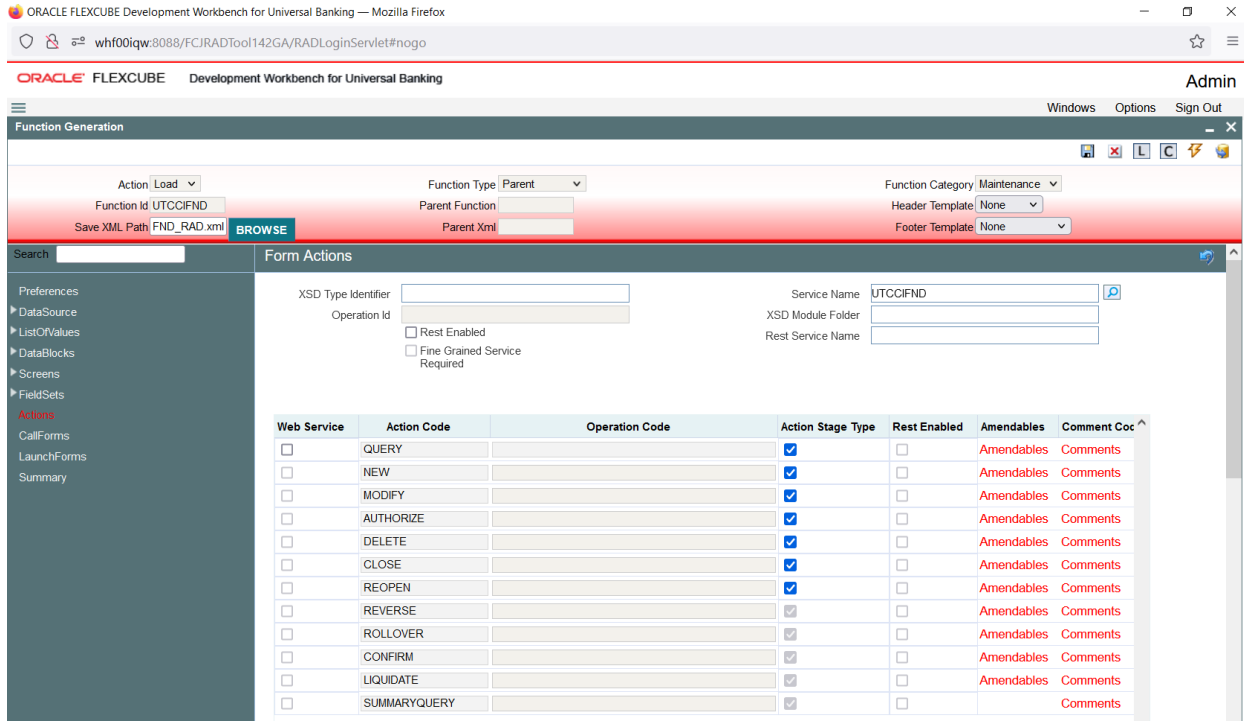 ORACLE FLEXCUBE Development Workbench for Universal Banking — Mozilla Firefox
whf00iqw:8088/FCJRADTool142GA/RADLoginServlet#nogo
ORACLE FLEXCUBE Development Workbench for Universal Banking
Admin
Windows Options Sign Out
Function Generation
L C
Action Load Function Type Parent Function Category Maintenance
Function Id UTCCIFND Parent Function Header Template None
Save XML Path FND_RAD.xml BROWSE Parent Xml Footer Template None
Search
Form Actions
Preferences
DataSource
ListOfValues
DataBlocks
Screens
FieldSets
Actions
CallForms
LaunchForms
Summary
XSD Type Identifier Service Name UTCCIFND
Operation Id XSD Module Folder
Rest Enabled Rest Service Name
Fine Grained Service
Required
Web Service Action Code Operation Code Action Stage Type Rest Enabled Amendables Comment Coc
QUERY Amendables Comments
NEW Amendables Comments
MODIFY Amendables Comments
AUTHORIZE Amendables Comments
DELETE Amendables Comments
CLOSE Amendables Comments
REOPEN Amendables Comments
REVERSE Amendables Comments
ROLLOVER Amendables Comments
CONFIRM Amendables Comments
LIQUIDATE Amendables Comments
SUMMARYQUERY Comments